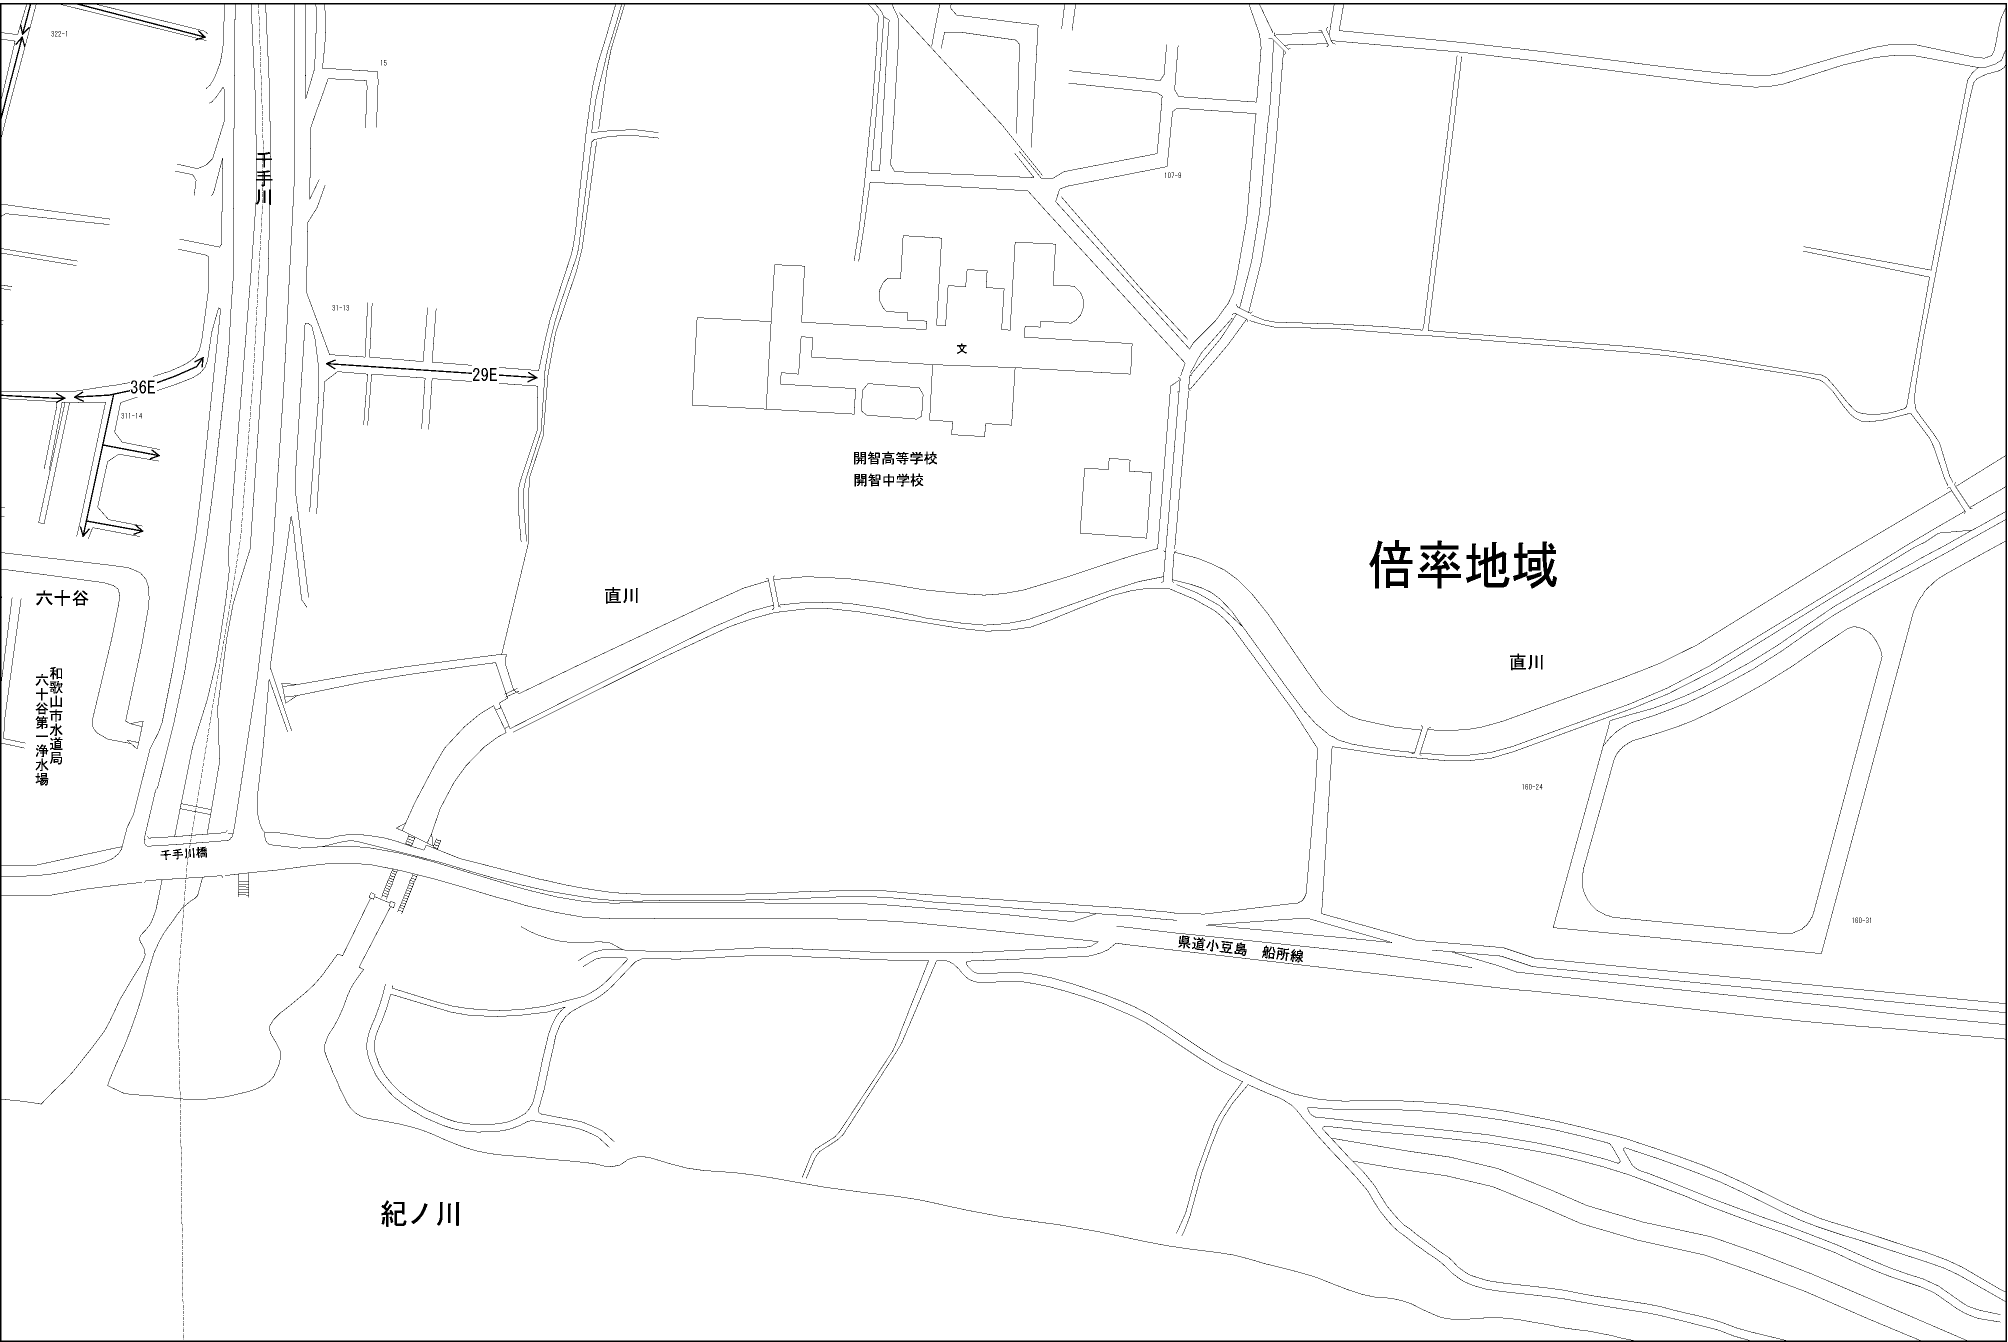 322-1
15
千手川
107-9
31-13
文
29E
36E
311-14
開智高等学校
開智中学校
倍率地域
六十谷
直川
直川
和歌山市水道局
六十谷第一浄水場
160-24
千手川橋
160-31
県道小豆島　船所線
紀ノ川